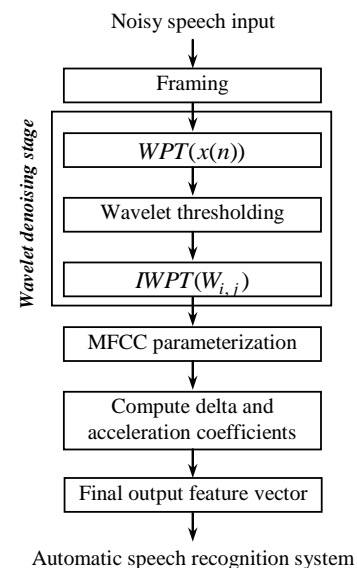 Noisy speech input
Framing
Wavelet denoising stage
WPT(x(n))
Wavelet thresholding
IWPT(W_{i,j})
MFCC parameterization
Compute delta and
acceleration coefficients
Final output feature vector
Automatic speech recognition system